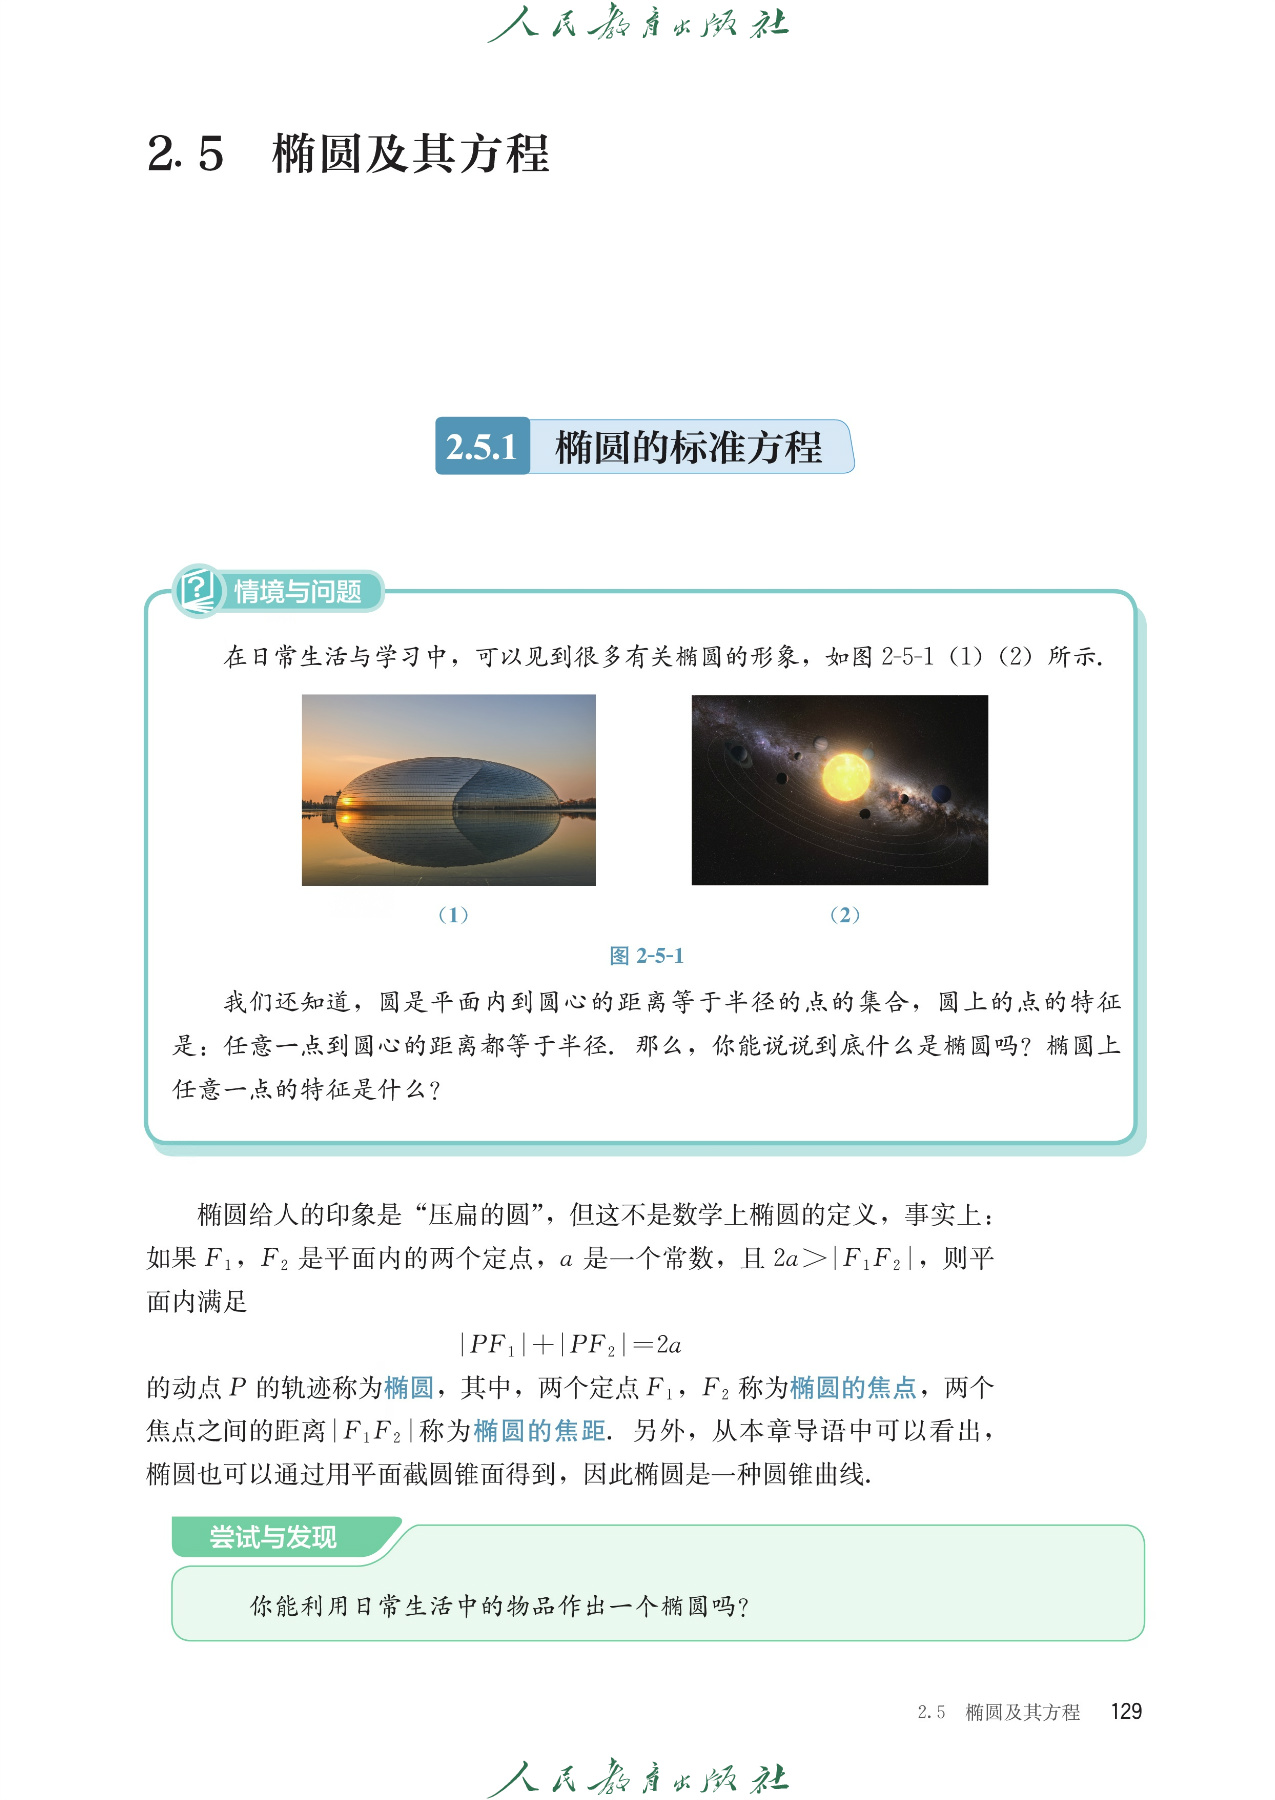 人民教育出版社
2.5 椭圆及其方程
2.5.1 椭圆的标准方程
情境与问题
在日常生活与学习中，可以见到很多有关椭圆的形象，如图 2-5-1（1）（2）所示.
（1） （2）
图 2-5-1
我们还知道，圆是平面内到圆心的距离等于半径的点的集合，圆上的点的特征
是：任意一点到圆心的距离都等于半径. 那么，你能说说到底什么是椭圆吗？椭圆上
任意一点的特征是什么？
椭圆给人的印象是“压扁的圆”，但这不是数学上椭圆的定义，事实上：
如果 F₁，F₂ 是平面内的两个定点，a 是一个常数，且 2a＞|F₁F₂|，则平
面内满足
|PF₁|＋|PF₂|＝2a
的动点 P 的轨迹称为椭圆，其中，两个定点 F₁，F₂ 称为椭圆的焦点，两个
焦点之间的距离|F₁F₂|称为椭圆的焦距. 另外，从本章导语中可以看出，
椭圆也可以通过用平面截圆锥面得到，因此椭圆是一种圆锥曲线.
尝试与发现
你能利用日常生活中的物品作出一个椭圆吗？
2.5 椭圆及其方程 129
人民教育出版社